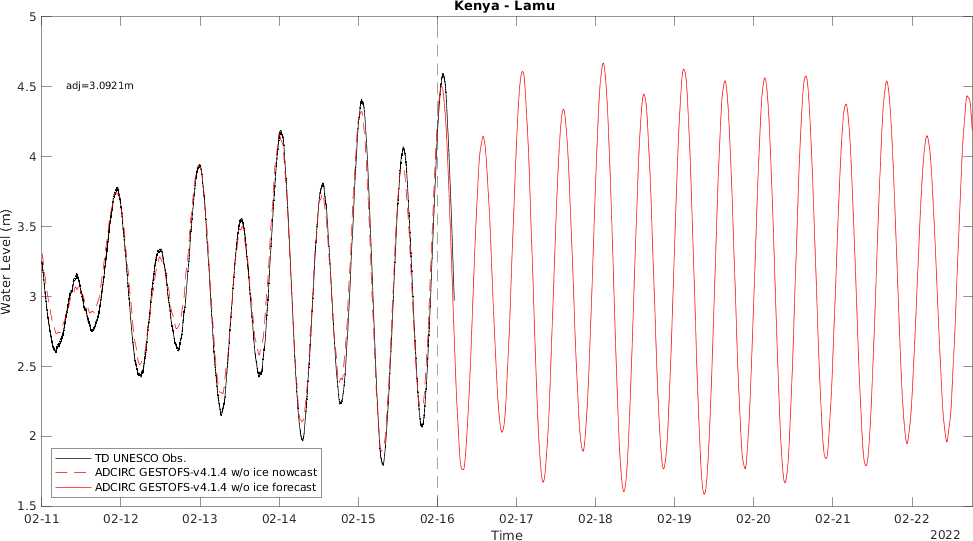 Kenya - Lamu
5
4.5
4
3.5
3
2.5
2
1.5
Water Level (m)
adj=3.0921m
TD UNESCO Obs.
ADCIRC GESTOFS-v4.1.4 w/o ice nowcast
ADCIRC GESTOFS-v4.1.4 w/o ice forecast
02-11 02-12 02-13 02-14 02-15 02-16 02-17 02-18 02-19 02-20 02-21 02-22
Time
2022